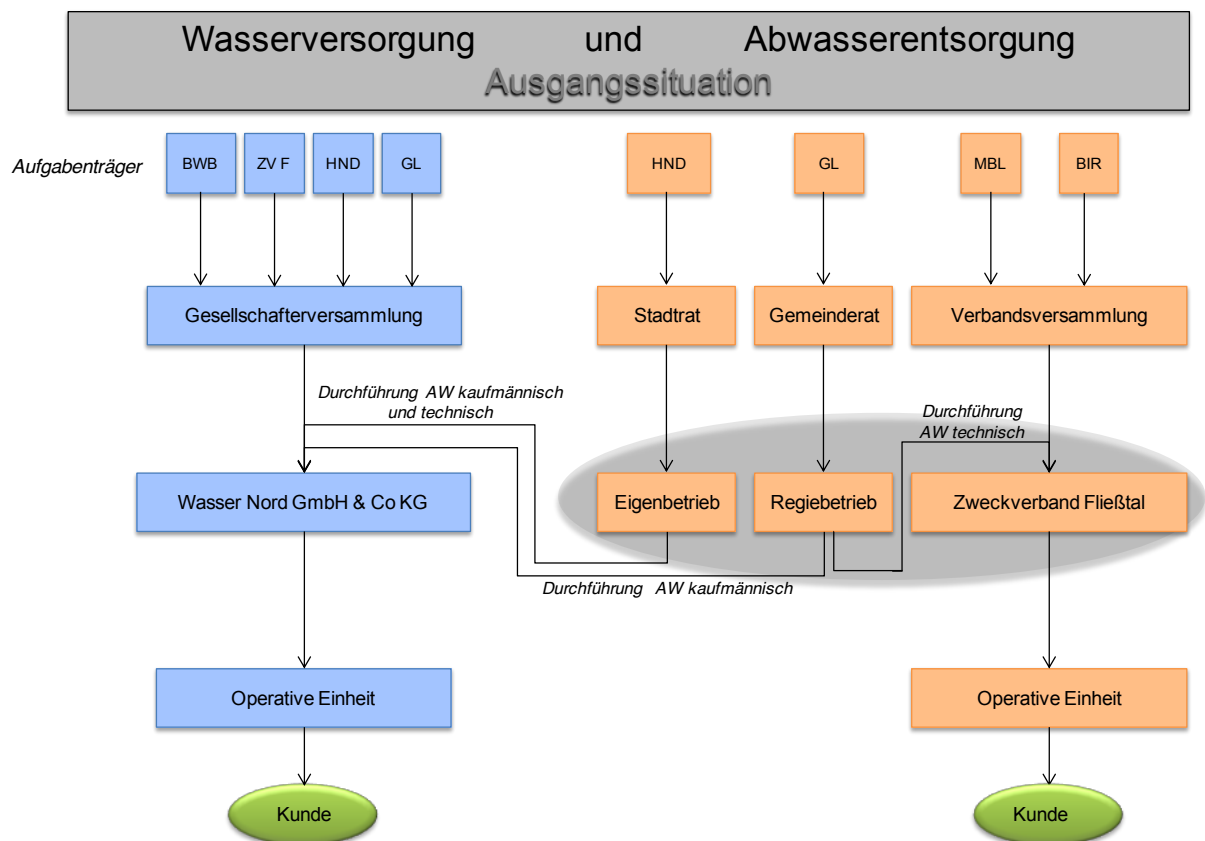 Wasserversorgung und Abwasserentsorgung
Ausgangssituation
Aufgabenträger
BWB
ZV F
HND
GL
HND
GL
MBL
BIR
Gesellschafterversammlung
Stadtrat
Gemeinderat
Verbandsversammlung
Durchführung AW kaufmännisch
und technisch
Durchführung
AW technisch
Wasser Nord GmbH & Co KG
Eigenbetrieb
Regiebetrieb
Zweckverband Fließtal
Durchführung AW kaufmännisch
Operative Einheit
Operative Einheit
Kunde
Kunde